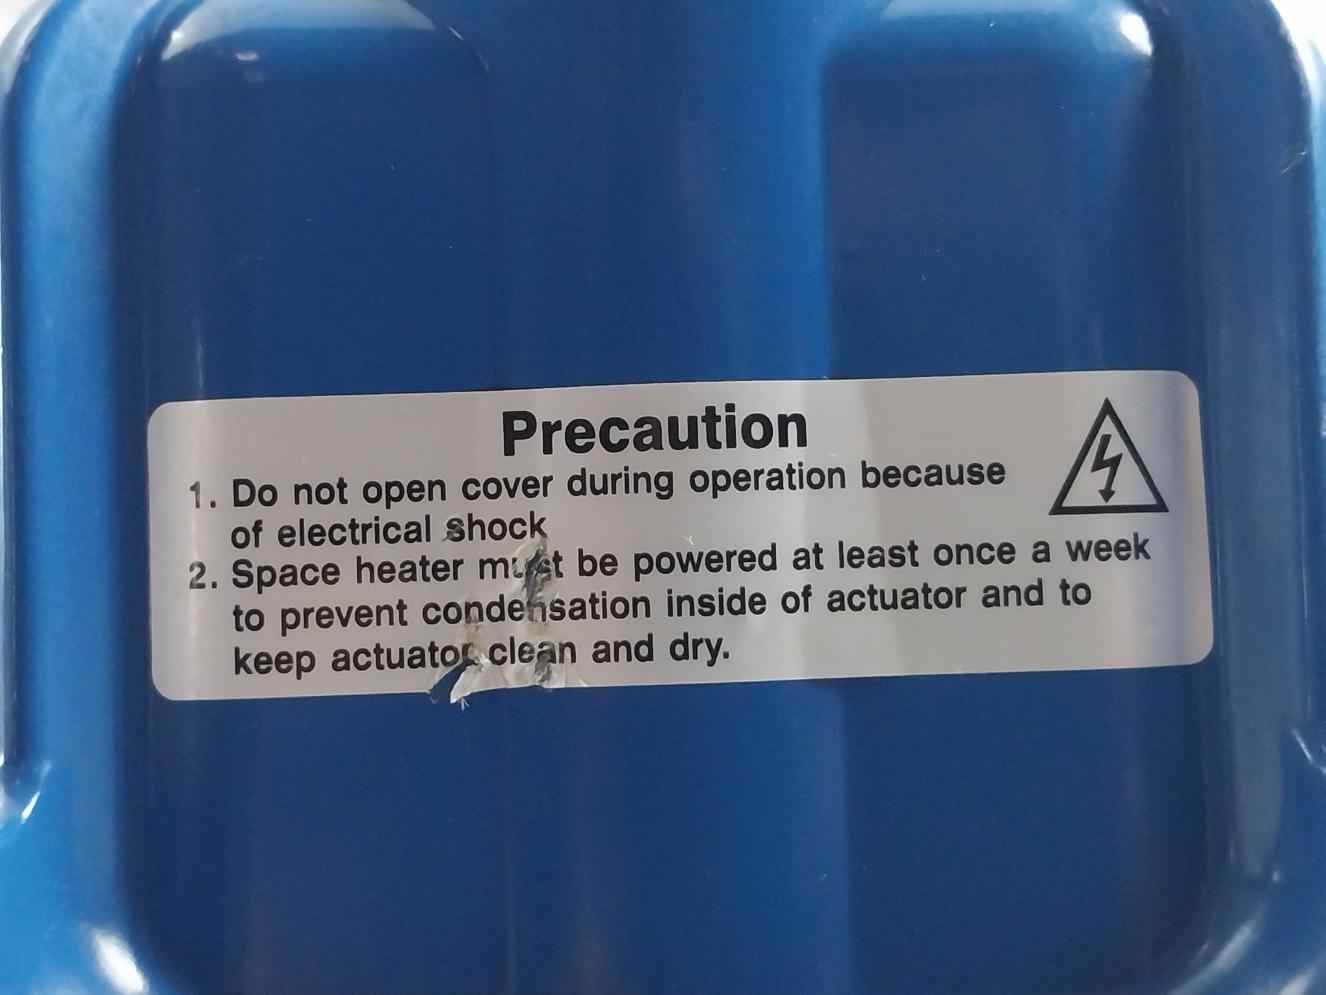 Precaution
1. Do not open cover during operation because
of electrical shock
2. Space heater must be powered at least once a week
to prevent condensation inside of actuator and to
keep actuator clean and dry.